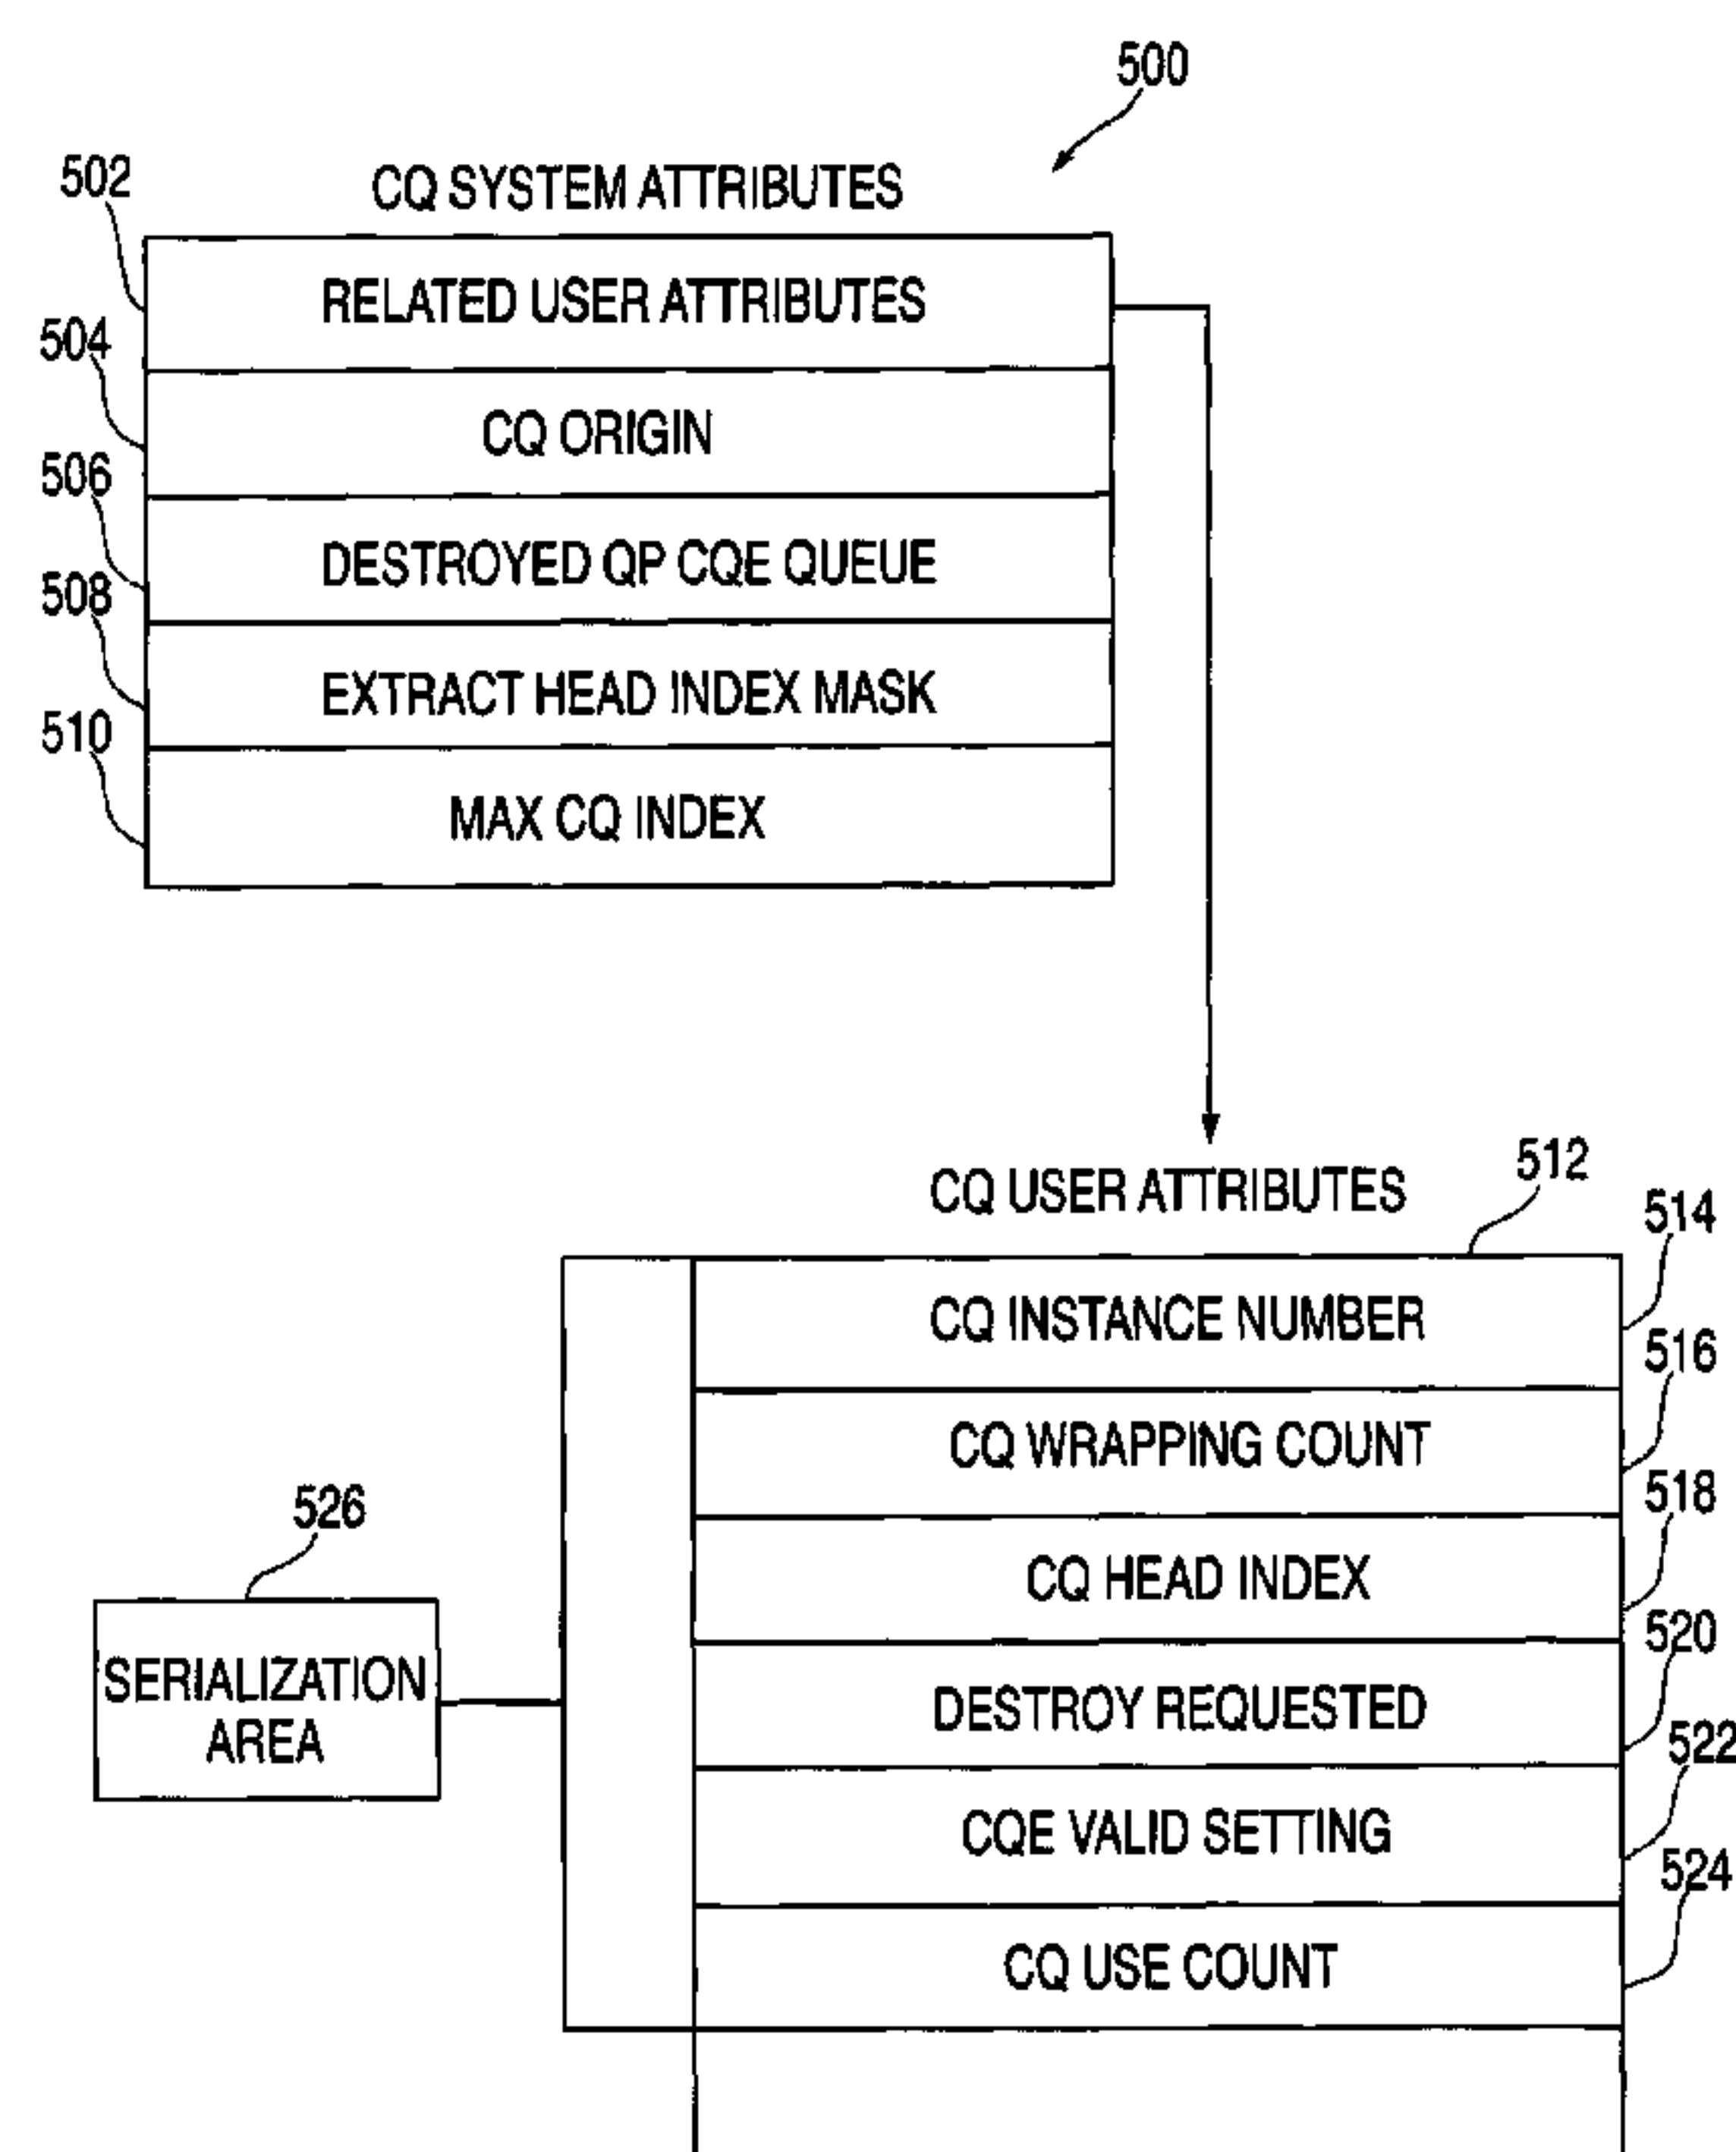 500
502
CQ SYSTEM ATTRIBUTES
RELATED USER ATTRIBUTES
504
CQ ORIGIN
506
DESTROYED QP CQE QUEUE
508
EXTRACT HEAD INDEX MASK
510
MAX CQ INDEX
CQ USER ATTRIBUTES
512
514
CQ INSTANCE NUMBER
516
CQ WRAPPING COUNT
518
CQ HEAD INDEX
520
DESTROY REQUESTED
522
CQE VALID SETTING
524
CQ USE COUNT
526
SERIALIZATION
AREA